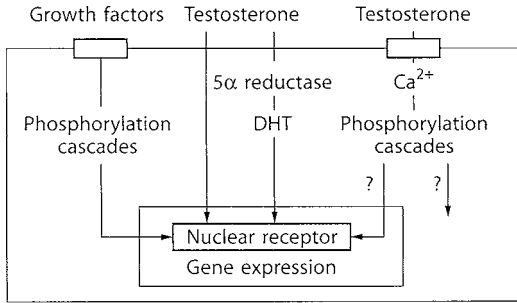 Growth factors Testosterone Testosterone
5α reductase Ca²⁺
Phosphorylation DHT Phosphorylation
cascades cascades
? ?
Nuclear receptor
Gene expression